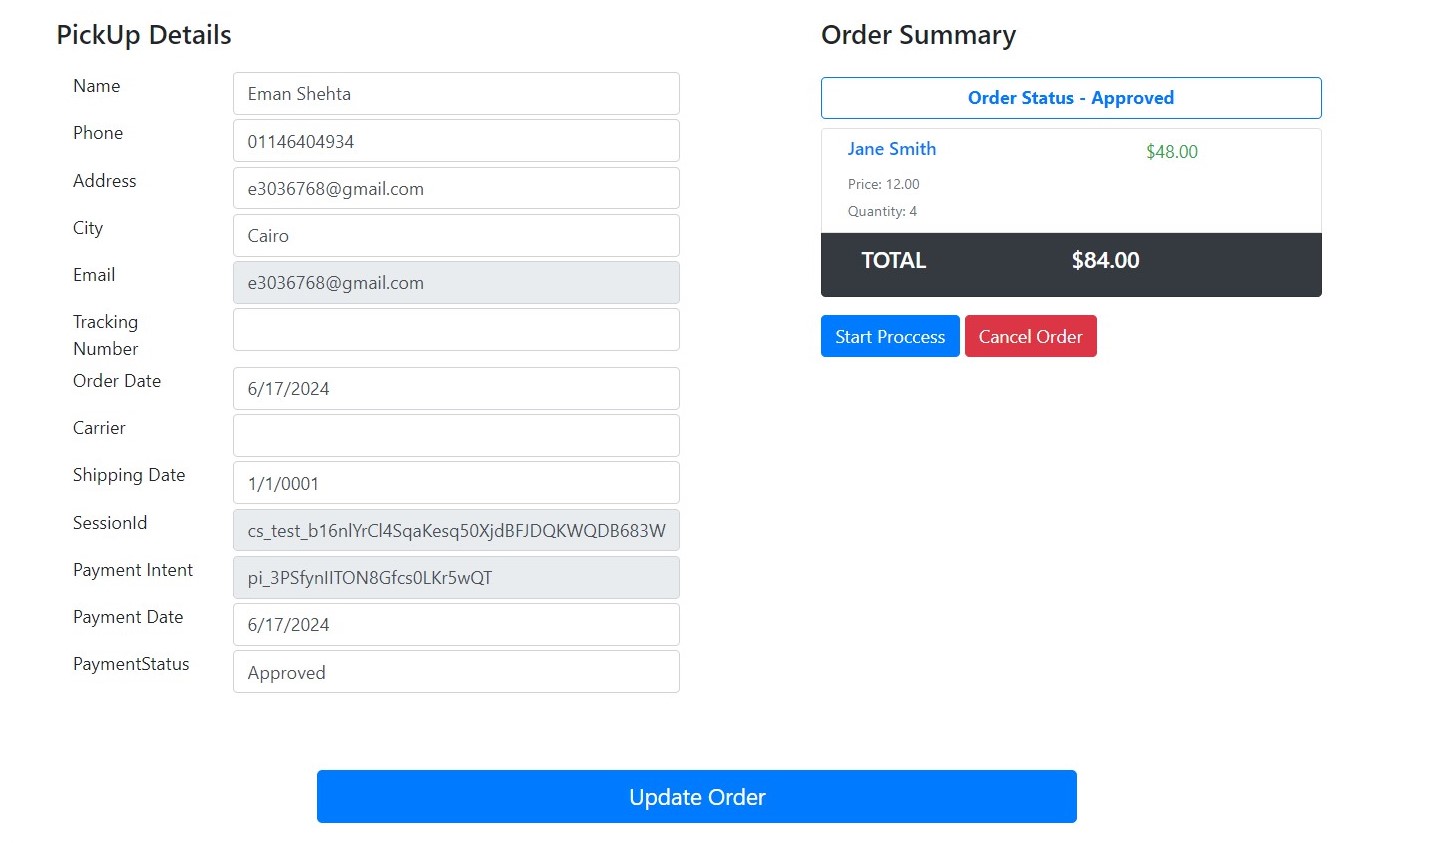 PickUp Details
Name
Eman Shehta
Phone
01146404934
Address
e3036768@gmail.com
City
Cairo
Email
e3036768@gmail.com
Tracking
Number
Order Date
6/17/2024
Carrier
Shipping Date
1/1/0001
SessionId
cs_test_b16nlYrCl4SqaKesq50XjdBFJDQKWQDB683W
Payment Intent
pi_3PSfynIITON8Gfcs0LKr5wQT
Payment Date
6/17/2024
PaymentStatus
Approved
Order Summary
Order Status - Approved
Jane Smith
$48.00
Price: 12.00
Quantity: 4
TOTAL
$84.00
Start Proccess
Cancel Order
Update Order